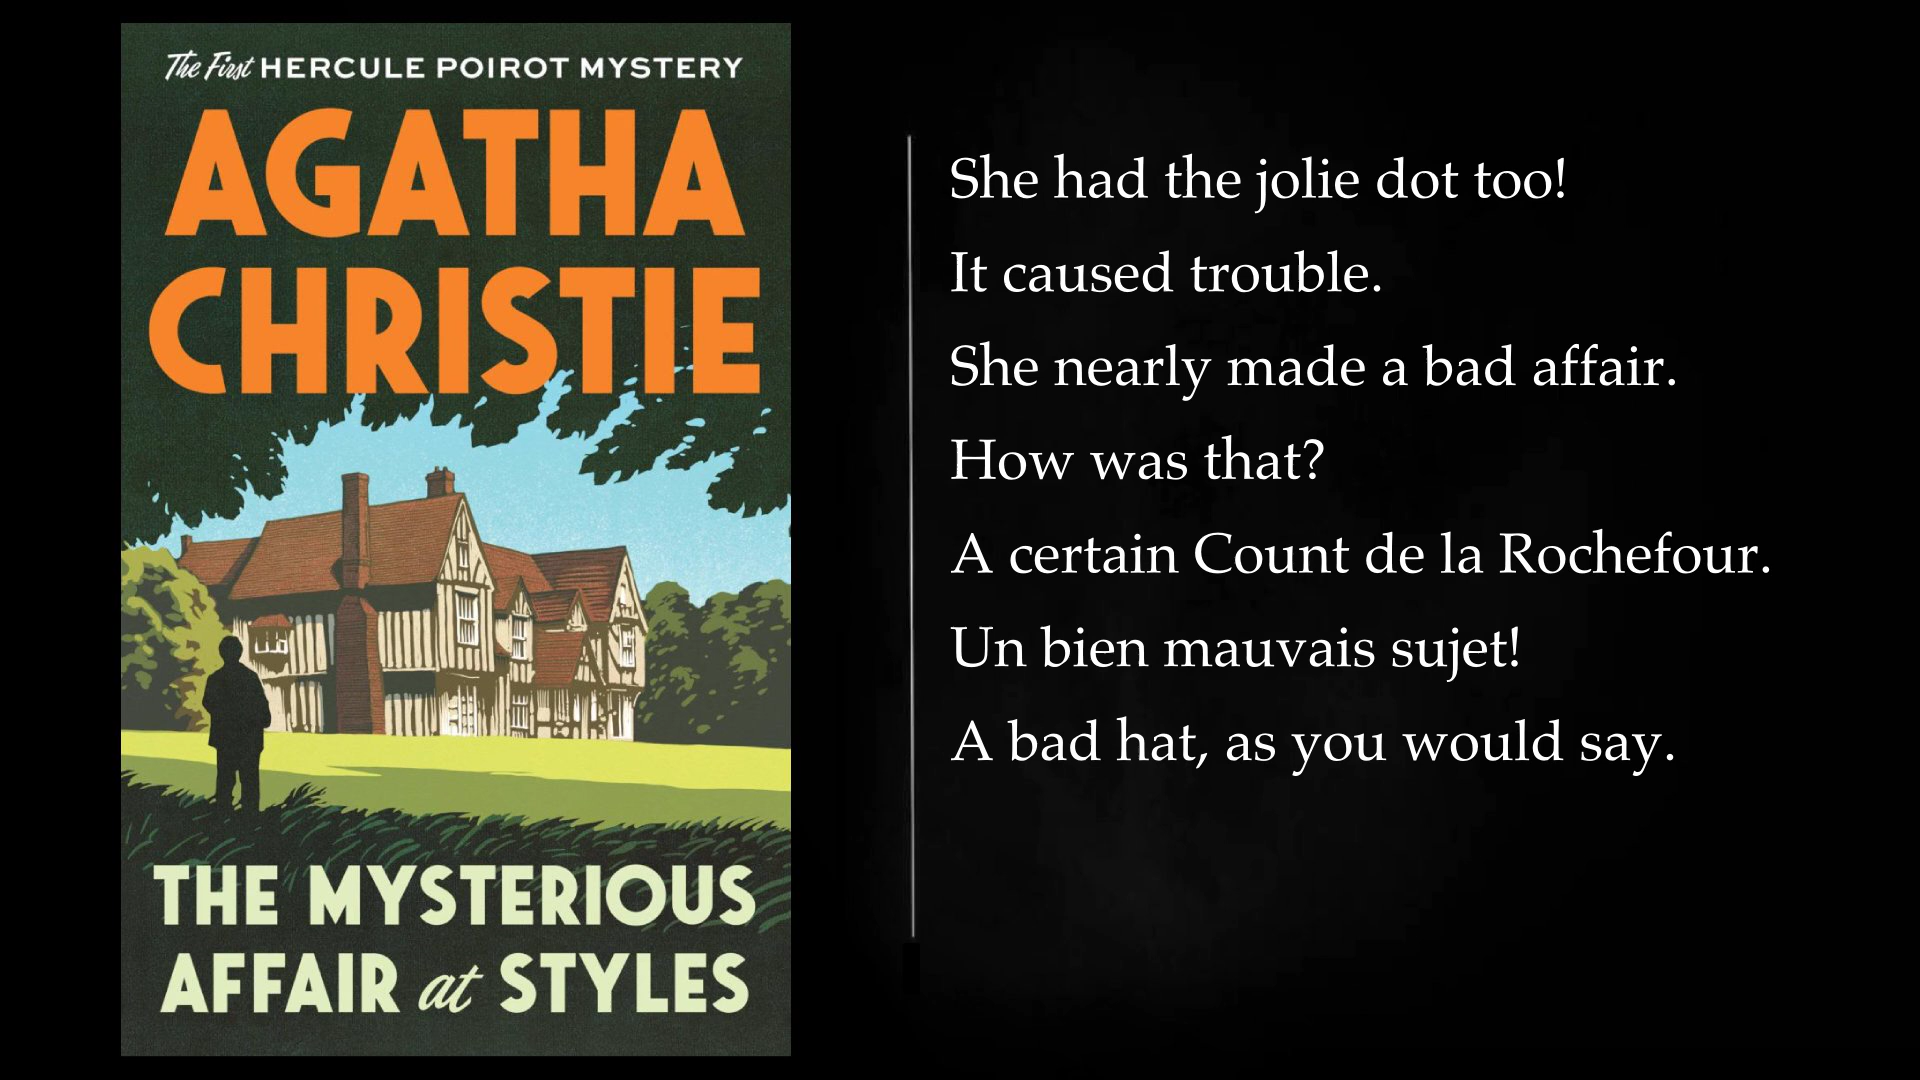 The First HERCULE POIROT MYSTERY
AGATHA
CHRISTIE
THE MYSTERIOUS
AFFAIR at STYLES
She had the jolie dot too!
It caused trouble.
She nearly made a bad affair.
How was that?
A certain Count de la Rochefour.
Un bien mauvais sujet!
A bad hat, as you would say.